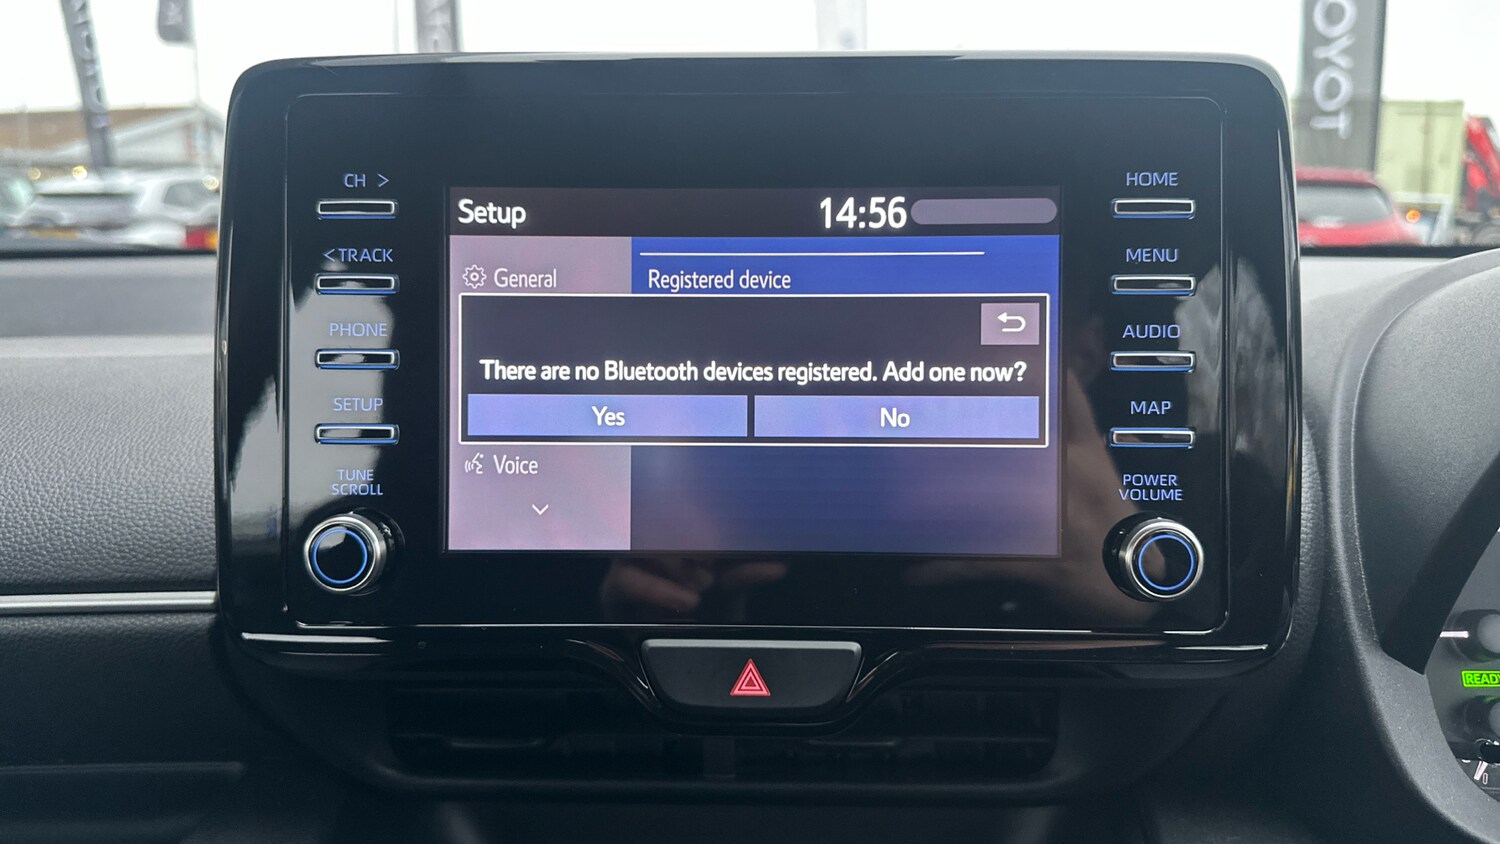 OYOT
CH >
< TRACK
PHONE
SETUP
TUNE
SCROLL
Setup
14:56
General
Registered device
There are no Bluetooth devices registered. Add one now?
Yes
No
Voice
HOME
MENU
AUDIO
MAP
POWER
VOLUME
READY